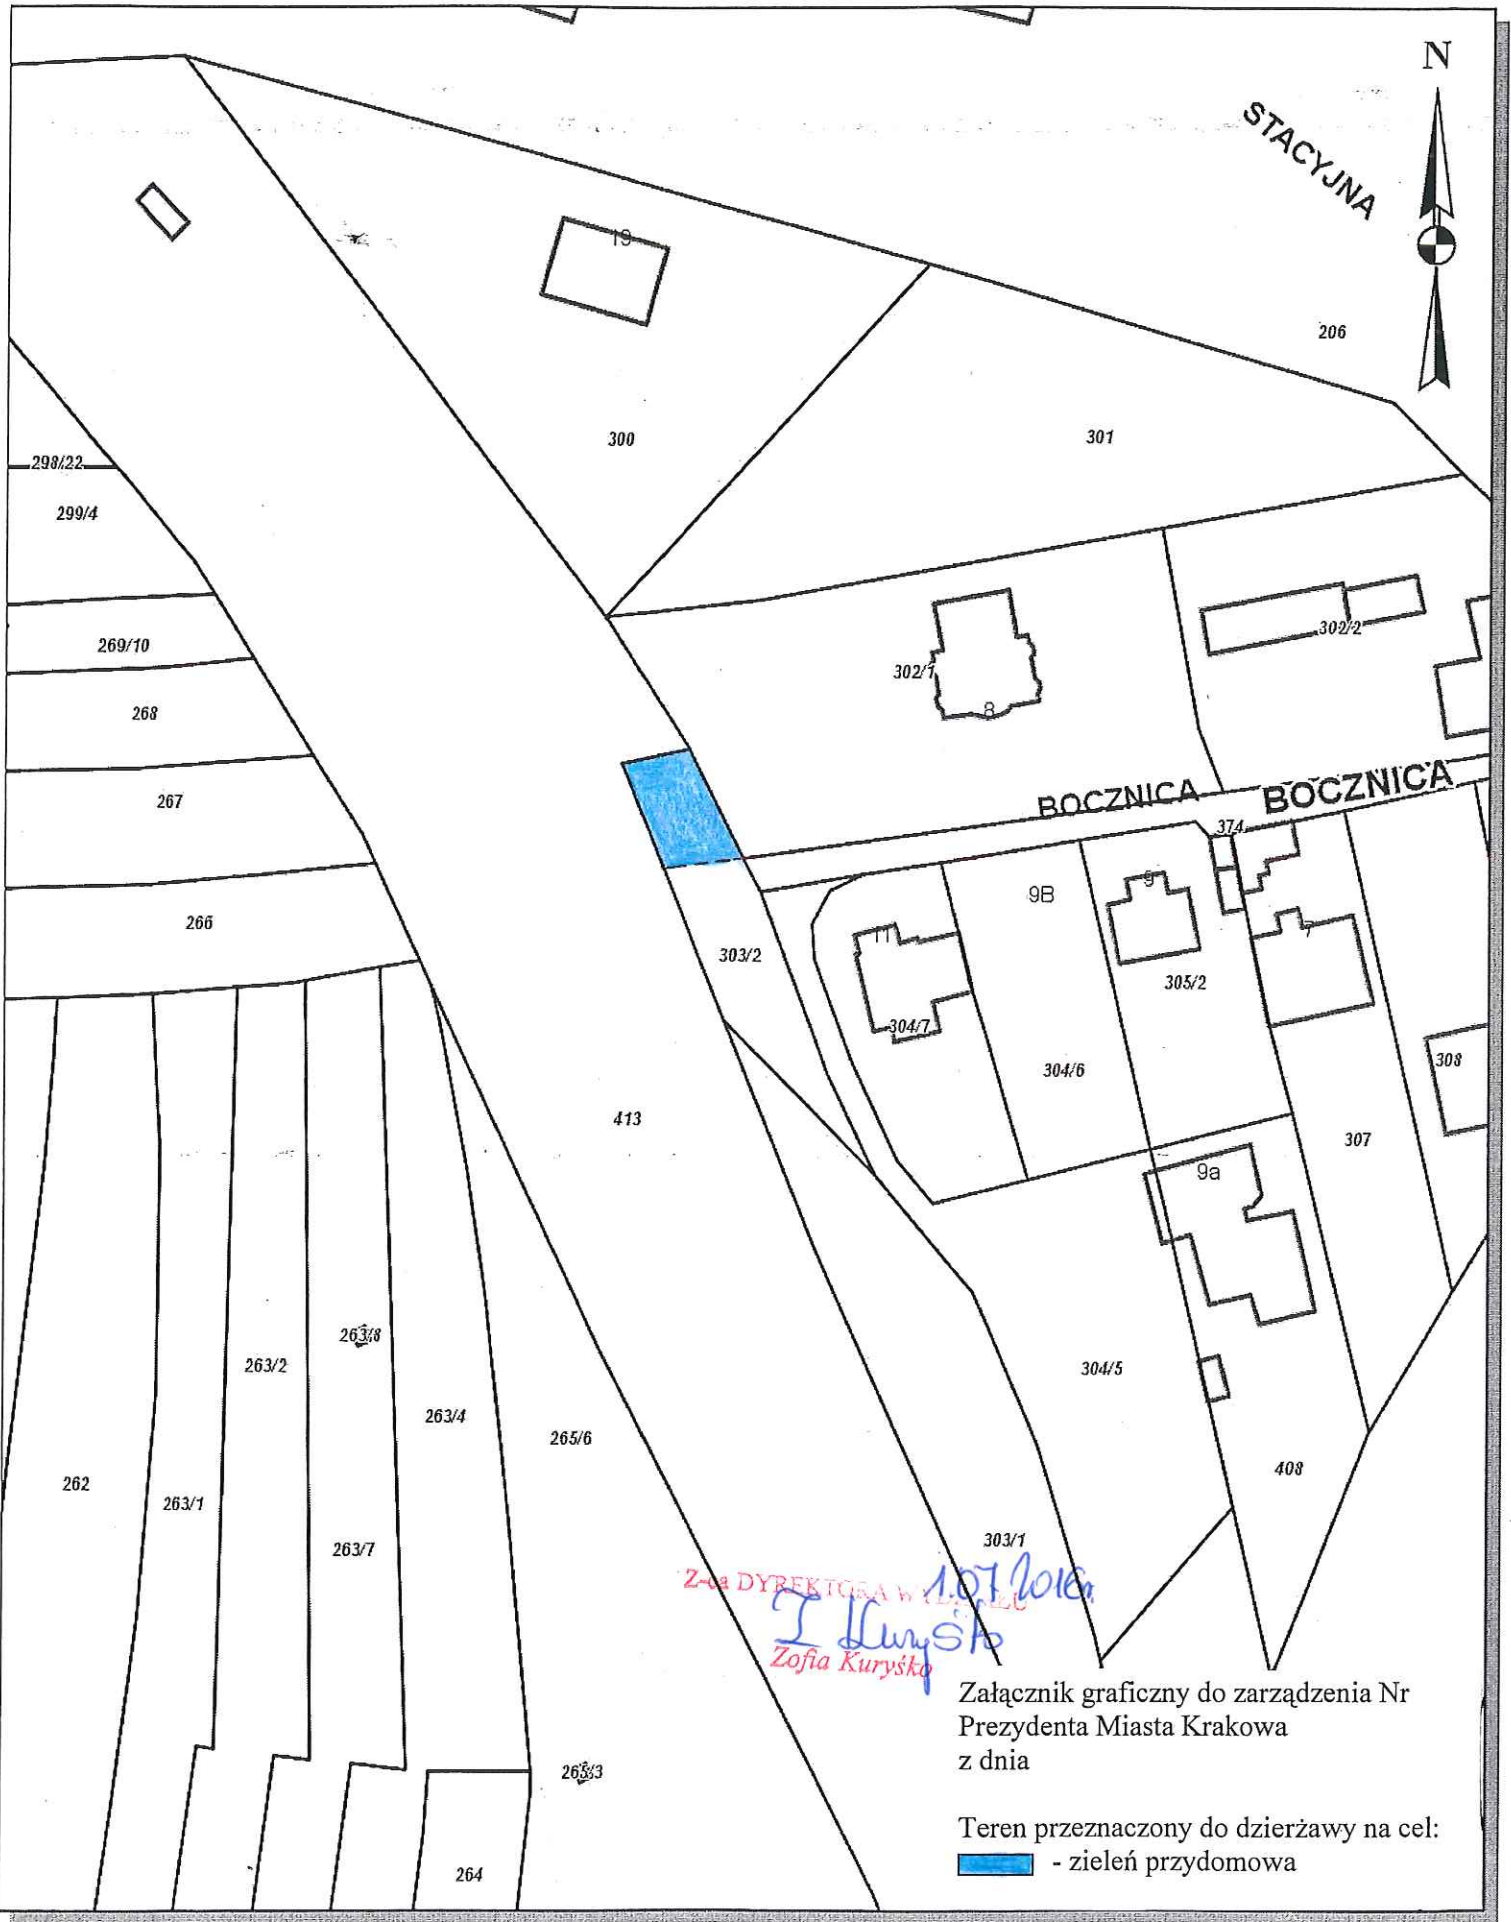 N
STACYJNA
19
206
300
301
298/22
299/4
302/2
269/10
302/1
268
8
BOCZNICA
BOCZNICA
267
374
9
9B
266
11
7
303/2
305/2
304/7
308
304/6
413
307
9a
263/8
263/2
304/5
263/4
265/6
408
262
263/1
303/1
263/7
1.07.2016r.
Z-ca DYREKTORA WYDZIAŁU
Z Kuryśko
Zofia Kuryśko
Załącznik graficzny do zarządzenia Nr
Prezydenta Miasta Krakowa
z dnia
265/3
Teren przeznaczony do dzierżawy na cel:
- zieleń przydomowa
264